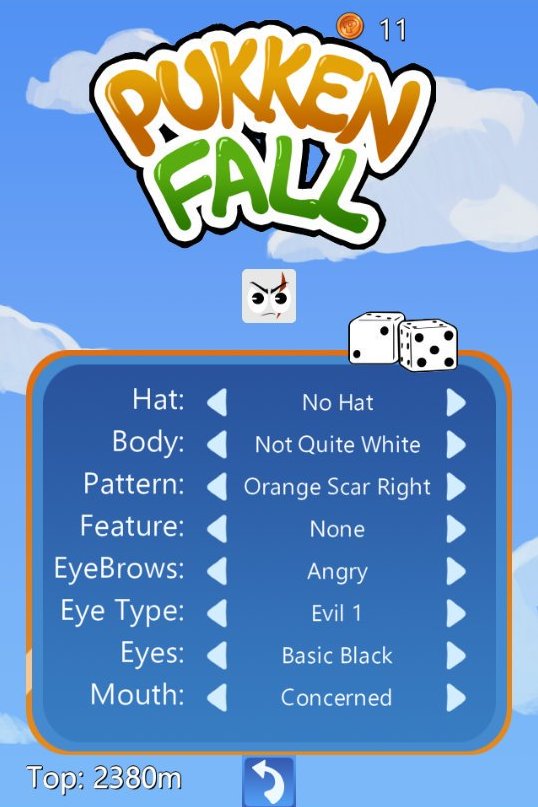 11
PUKKEN
FALL
Hat: No Hat
Body: Not Quite White
Pattern: Orange Scar Right
Feature: None
EyeBrows: Angry
Eye Type: Evil 1
Eyes: Basic Black
Mouth: Concerned
Top: 2380m